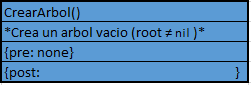 CrearArbol()
*Crea un arbol vacio (root ≠ nil )*
{pre: none}
{post: }